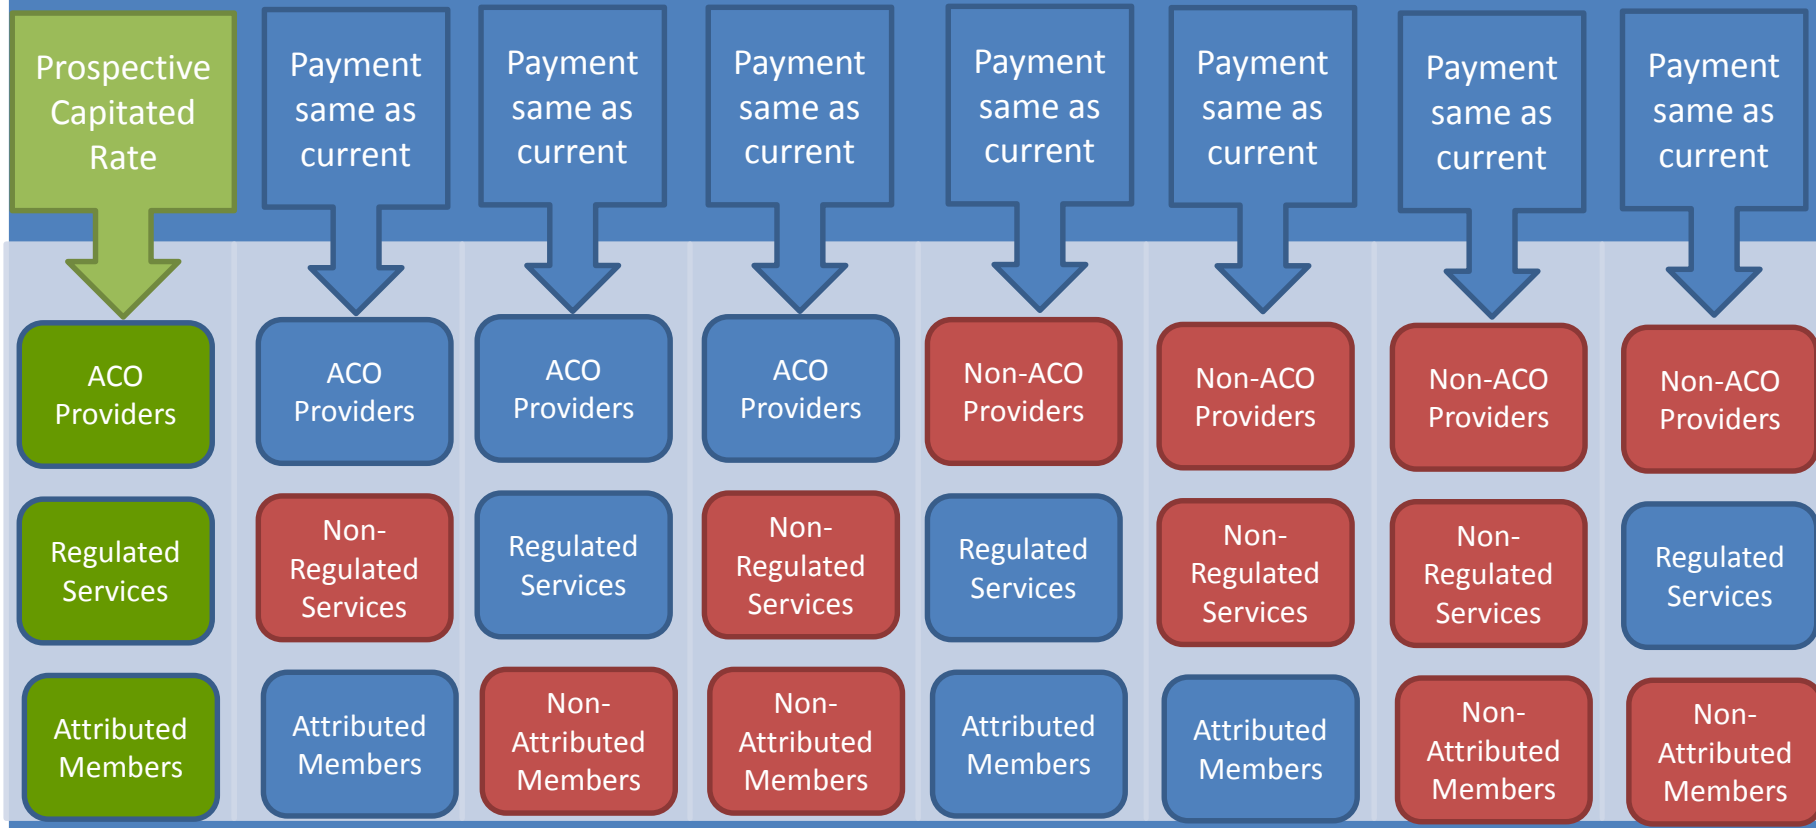 Prospective
Capitated
Rate
Payment
same as
current
Payment
same as
current
Payment
same as
current
Payment
same as
current
Payment
same as
current
Payment
same as
current
Payment
same as
current
ACO
Providers
ACO
Providers
ACO
Providers
ACO
Providers
Non-ACO
Providers
Non-ACO
Providers
Non-ACO
Providers
Non-ACO
Providers
Regulated
Services
Non-
Regulated
Services
Regulated
Services
Non-
Regulated
Services
Regulated
Services
Non-
Regulated
Services
Non-
Regulated
Services
Regulated
Services
Attributed
Members
Attributed
Members
Non-
Attributed
Members
Non-
Attributed
Members
Attributed
Members
Attributed
Members
Non-
Attributed
Members
Non-
Attributed
Members